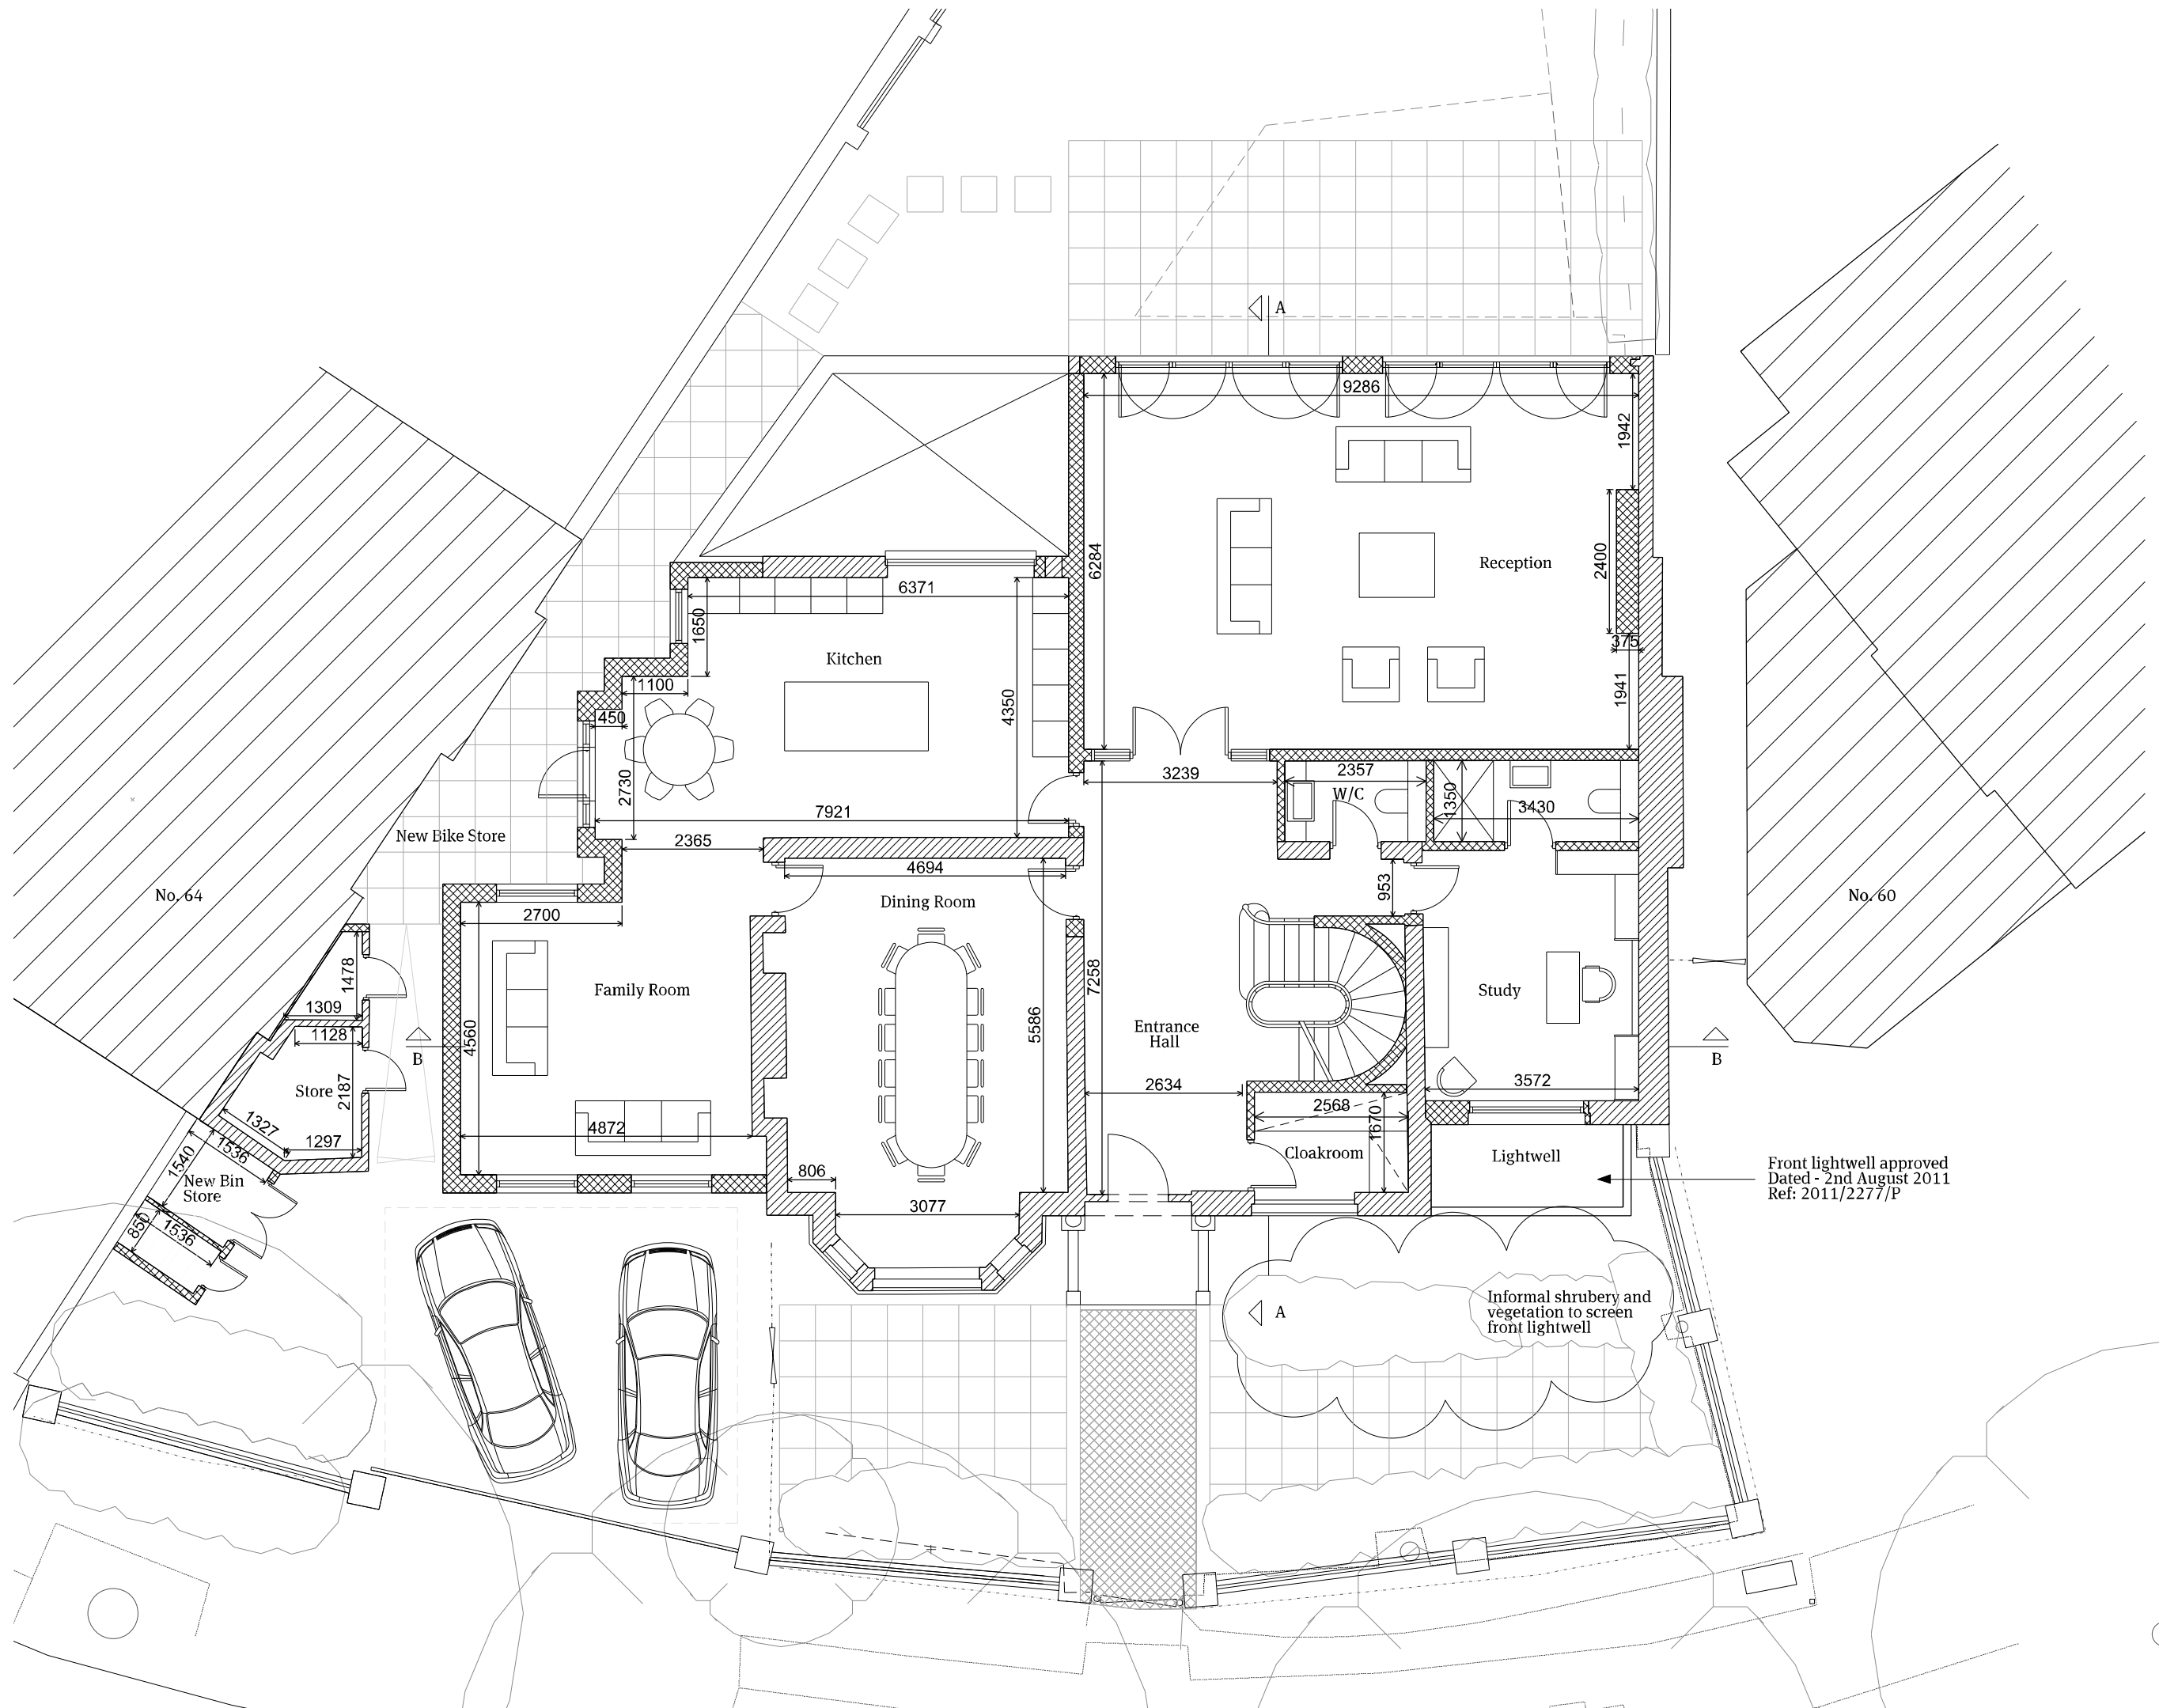 A
9286
1942
6284
Reception
2400
6371
1650
Kitchen
375
1100
4350
1941
450
3239
2357
W/C
1350
3430
2730
7921
New Bike Store
2365
4694
953
No. 64
No. 60
Dining Room
2700
1478
7258
Family Room
Study
1309
5586
4560
Entrance
Hall
1128
B
B
Store
2187
3572
2634
2568
1670
1327
4872
1297
1536
1540
Cloakroom
Lightwell
806
New Bin
Store
Front lightwell approved
Dated - 2nd August 2011
Ref: 2011/2277/P
3077
850
1536
A
Informal shrubery and
vegetation to screen
front lightwell